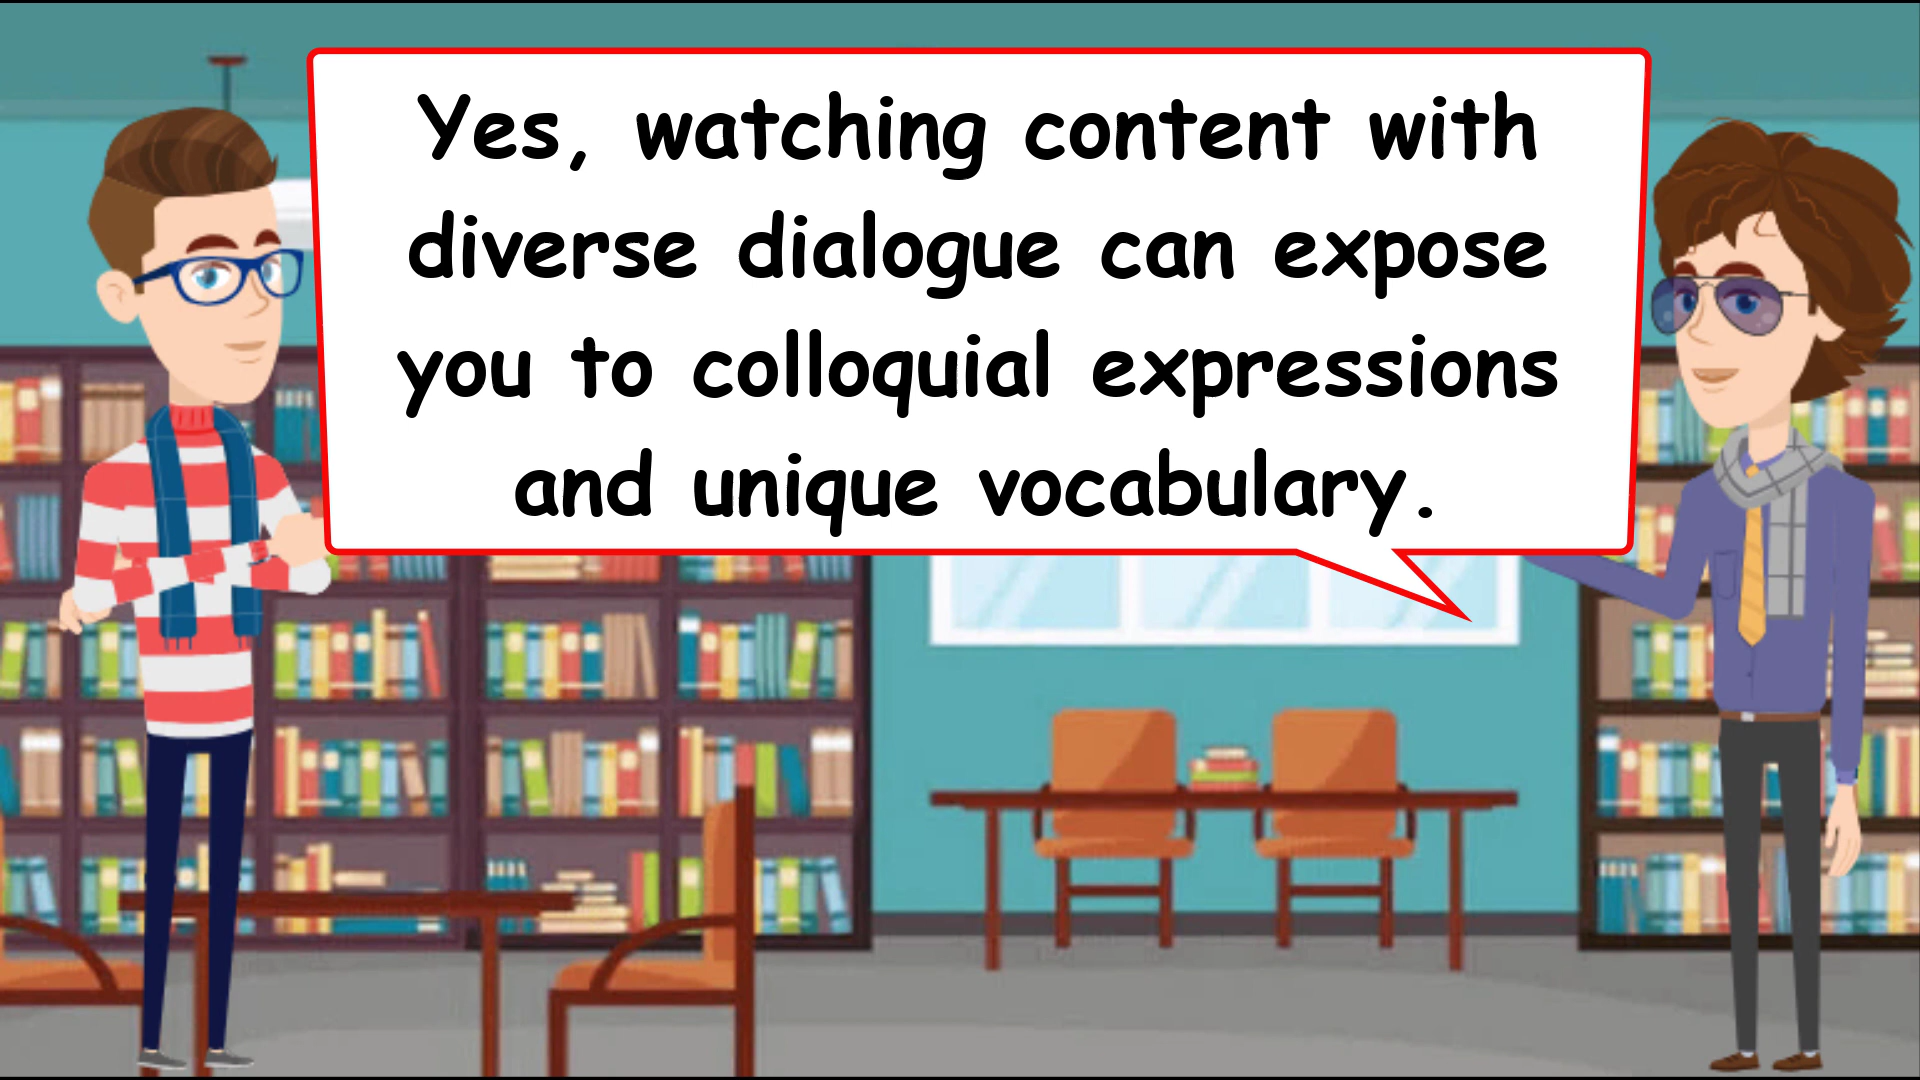 Yes, watching content with
diverse dialogue can expose
you to colloquial expressions
and unique vocabulary.